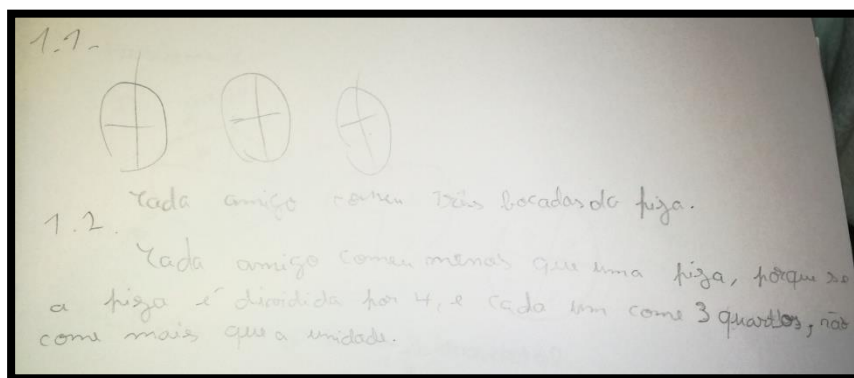 1.1.
Cada amigo comeu três bocadas da piza.
1.2.
Cada amigo comeu menos que uma piza, porque se
a piza é dividida por 4, e cada um come 3 quartos, não
come mais que a unidade.